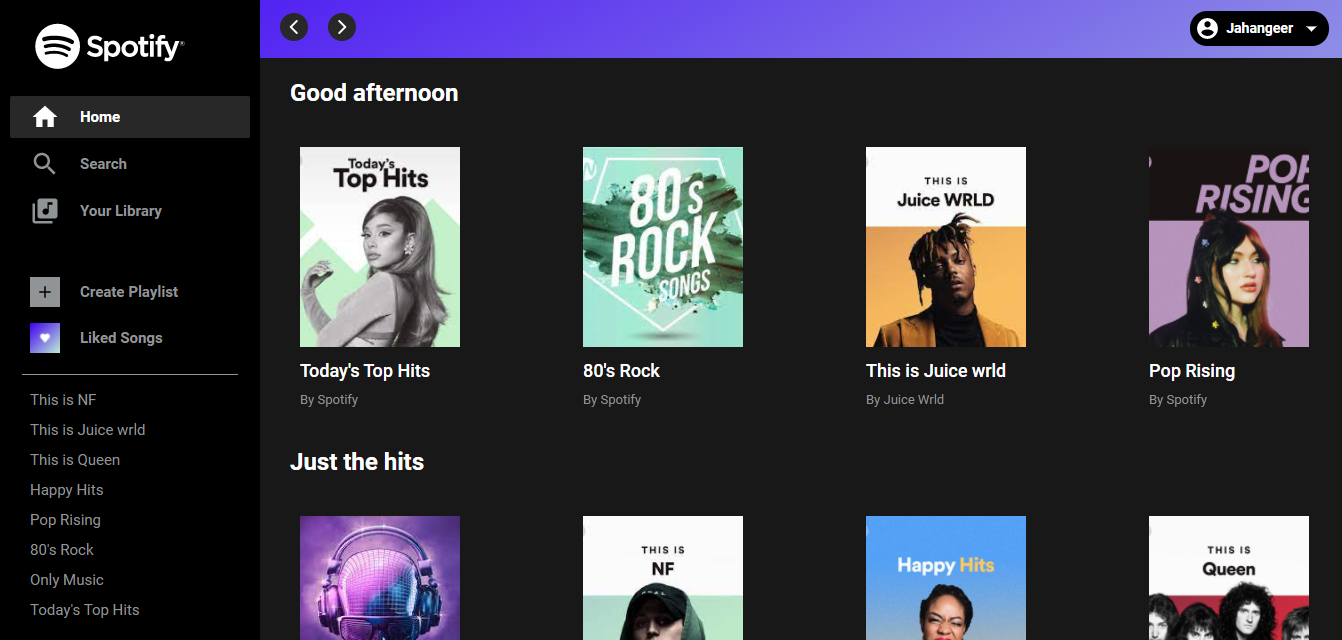 Spotify®
Home
Search
Your Library
Create Playlist
Liked Songs
This is NF
This is Juice wrld
This is Queen
Happy Hits
Pop Rising
80's Rock
Only Music
Today's Top Hits
Jahangeer
Good afternoon
Today's
Top Hits
80's
ROCK
SONGS
THIS IS
Juice WRLD
POP
RISING
Today's Top Hits
By Spotify
80's Rock
By Spotify
This is Juice wrld
By Juice Wrld
Pop Rising
By Spotify
Just the hits
THIS IS
NF
Happy Hits
THIS IS
Queen